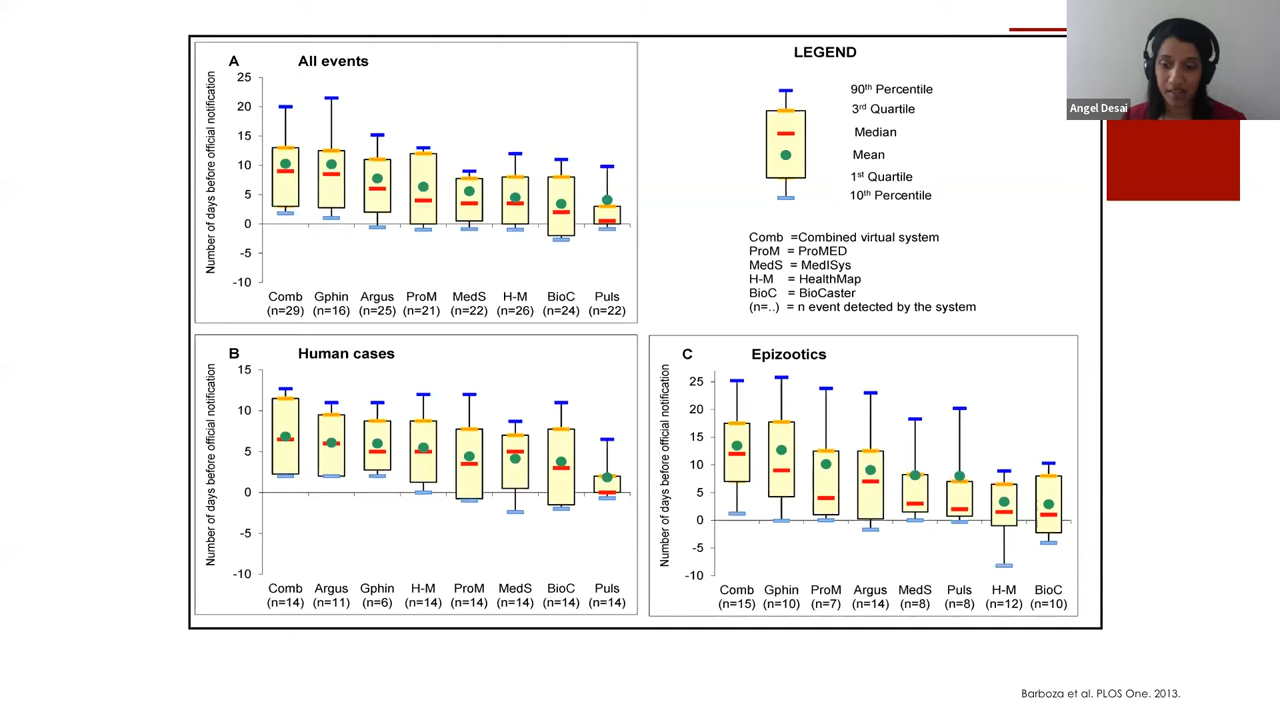 A
All events
Number of days before official notification
25
20
15
10
5
0
-5
-10
Comb Gphin Argus ProM MedS H-M BioC Puls
(n=29) (n=16) (n=25) (n=21) (n=22) (n=26) (n=24) (n=22)
LEGEND
90th Percentile
3rd Quartile
Median
Mean
1st Quartile
10th Percentile
Comb =Combined virtual system
ProM = ProMED
MedS = MedISys
H-M = HealthMap
BioC = BioCaster
(n=..) = n event detected by the system
Angel Desai
B
Human cases
Number of days before official notification
15
10
5
0
-5
-10
Comb Argus Gphin H-M ProM MedS BioC Puls
(n=14) (n=11) (n=6) (n=14) (n=14) (n=14) (n=14) (n=14)
C
Epizootics
Number of days before official notification
25
20
15
10
5
0
-5
-10
Comb Gphin ProM Argus MedS Puls H-M BioC
(n=15) (n=10) (n=7) (n=14) (n=8) (n=8) (n=12) (n=10)
Barboza et al. PLOS One. 2013.